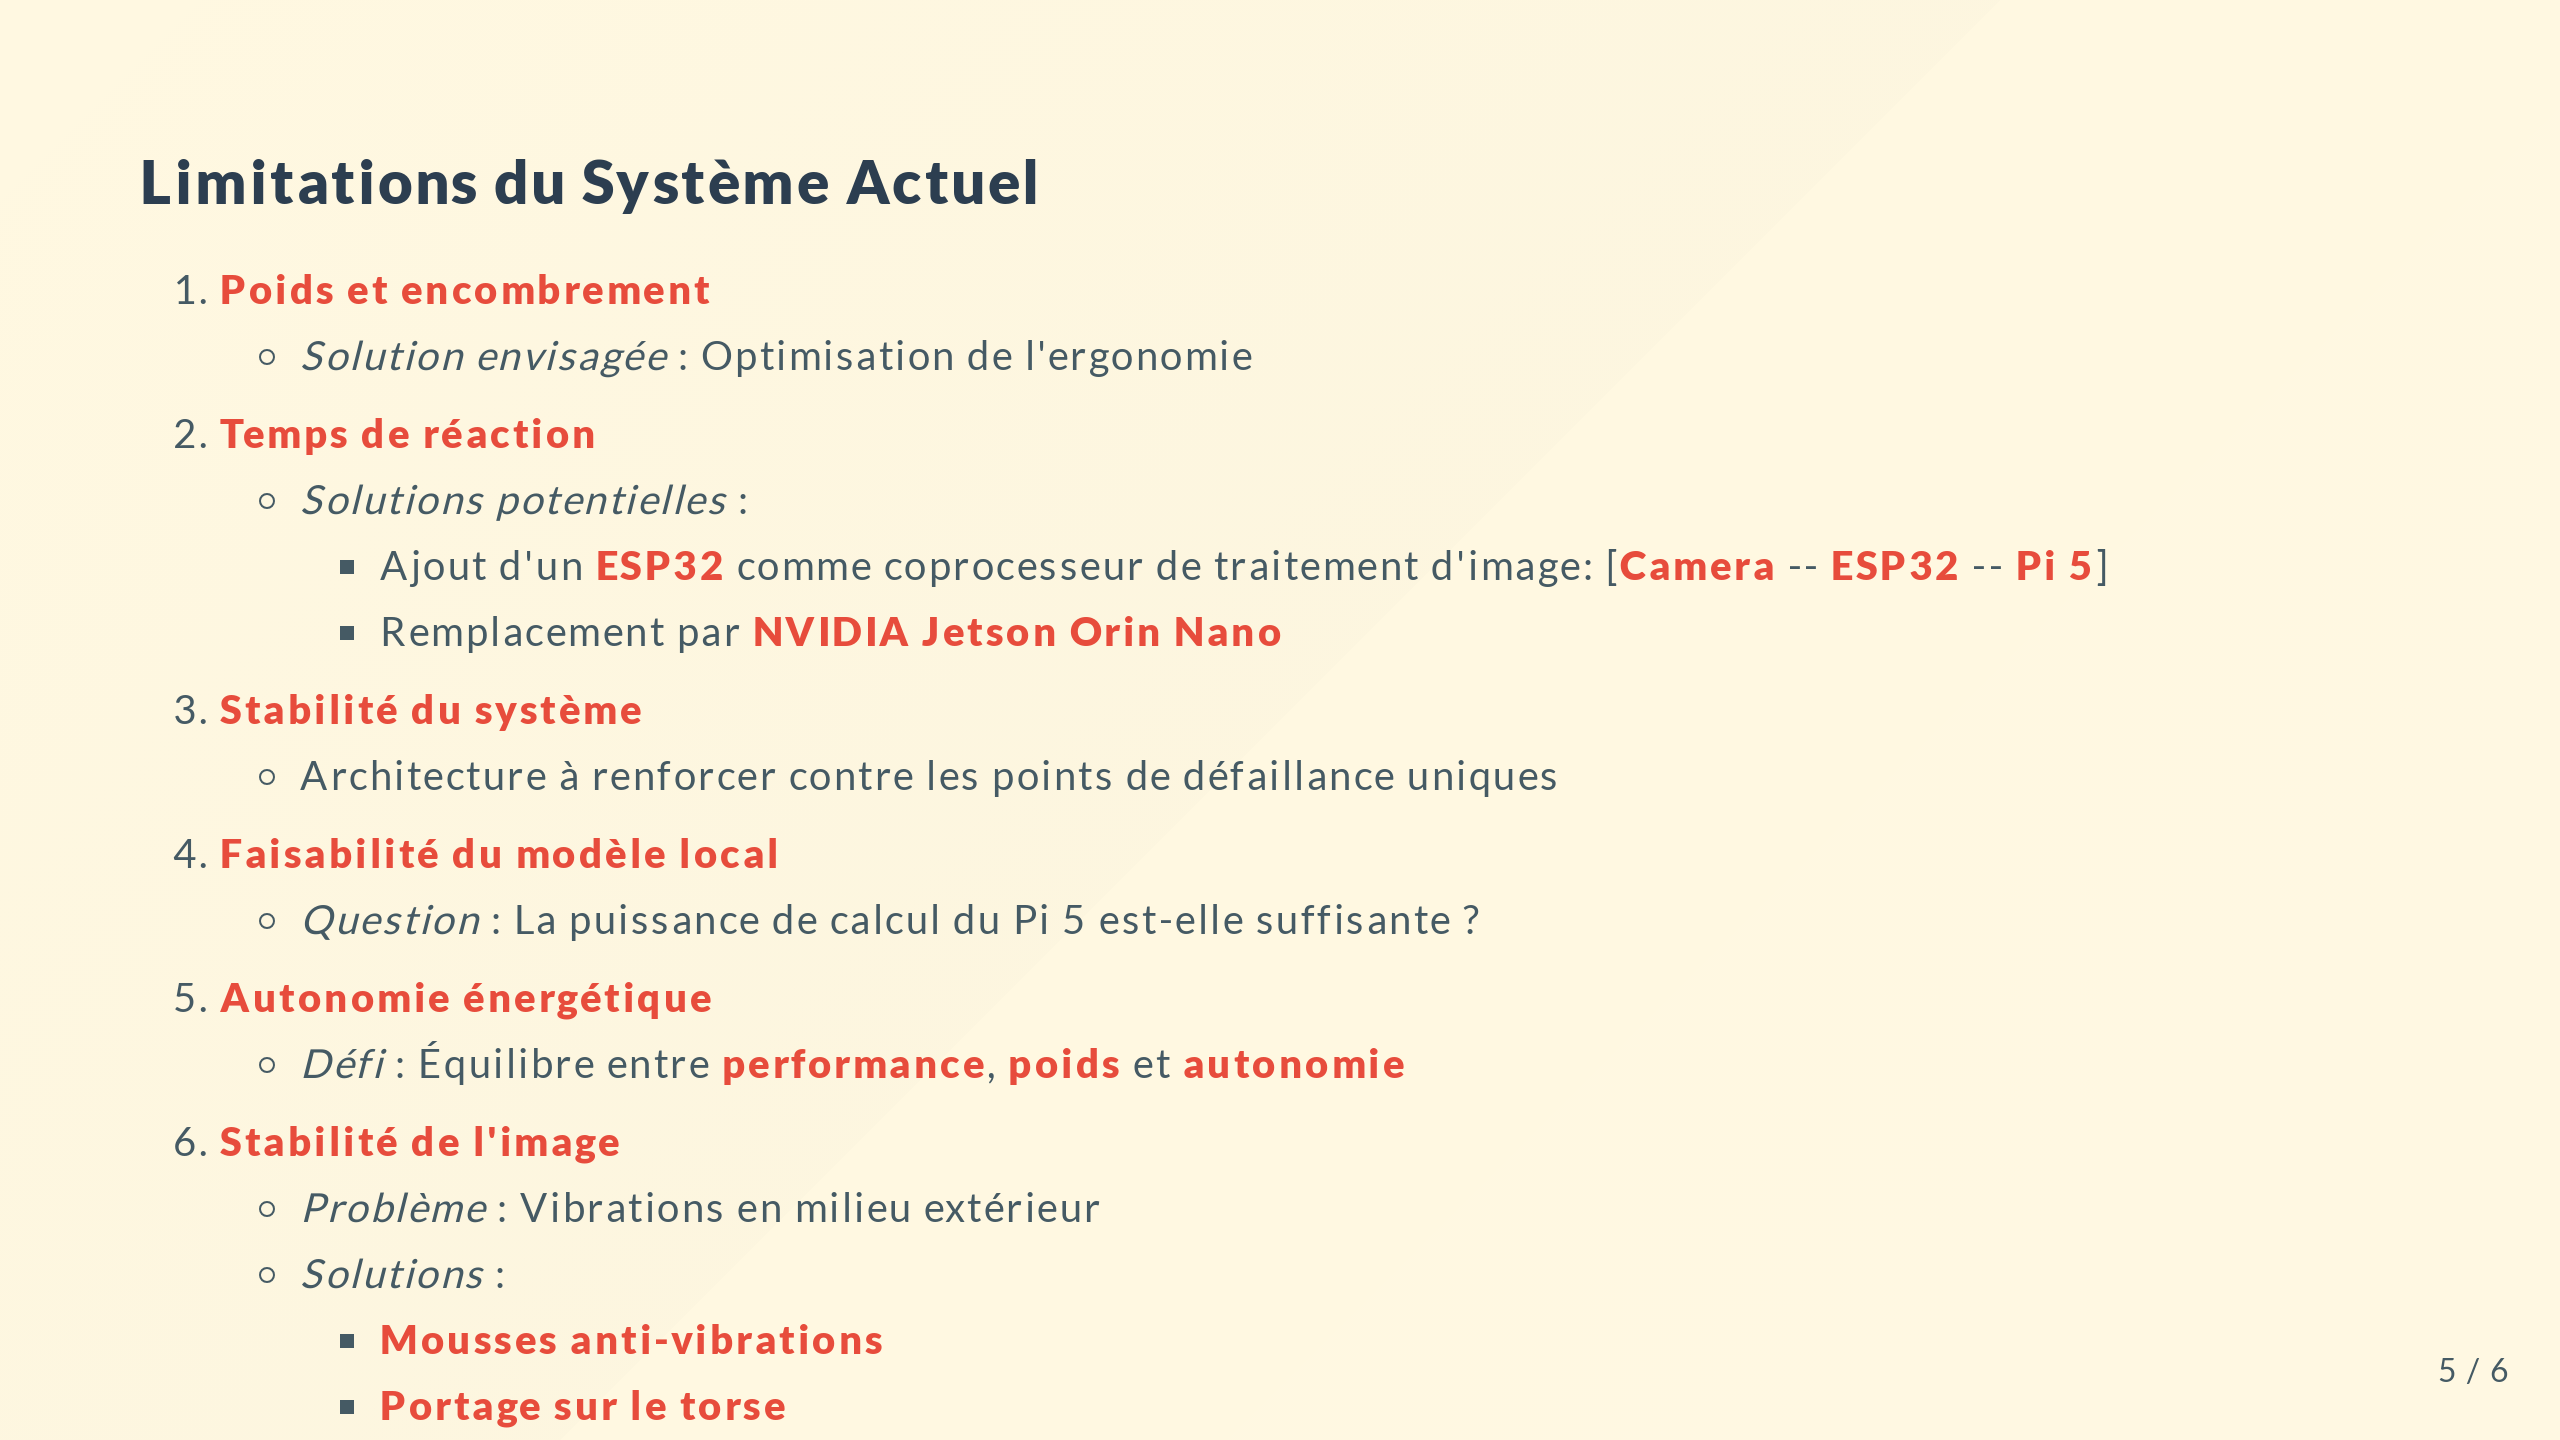 Limitations du Système Actuel
1. Poids et encombrement
Solution envisagée : Optimisation de l'ergonomie
2. Temps de réaction
Solutions potentielles :
Ajout d'un ESP32 comme coprocesseur de traitement d'image: [Camera -- ESP32 -- Pi 5]
Remplacement par NVIDIA Jetson Orin Nano
3. Stabilité du système
Architecture à renforcer contre les points de défaillance uniques
4. Faisabilité du modèle local
Question : La puissance de calcul du Pi 5 est-elle suffisante ?
5. Autonomie énergétique
Défi : Équilibre entre performance, poids et autonomie
6. Stabilité de l'image
Problème : Vibrations en milieu extérieur
Solutions :
Mousses anti-vibrations
Portage sur le torse
5 / 6